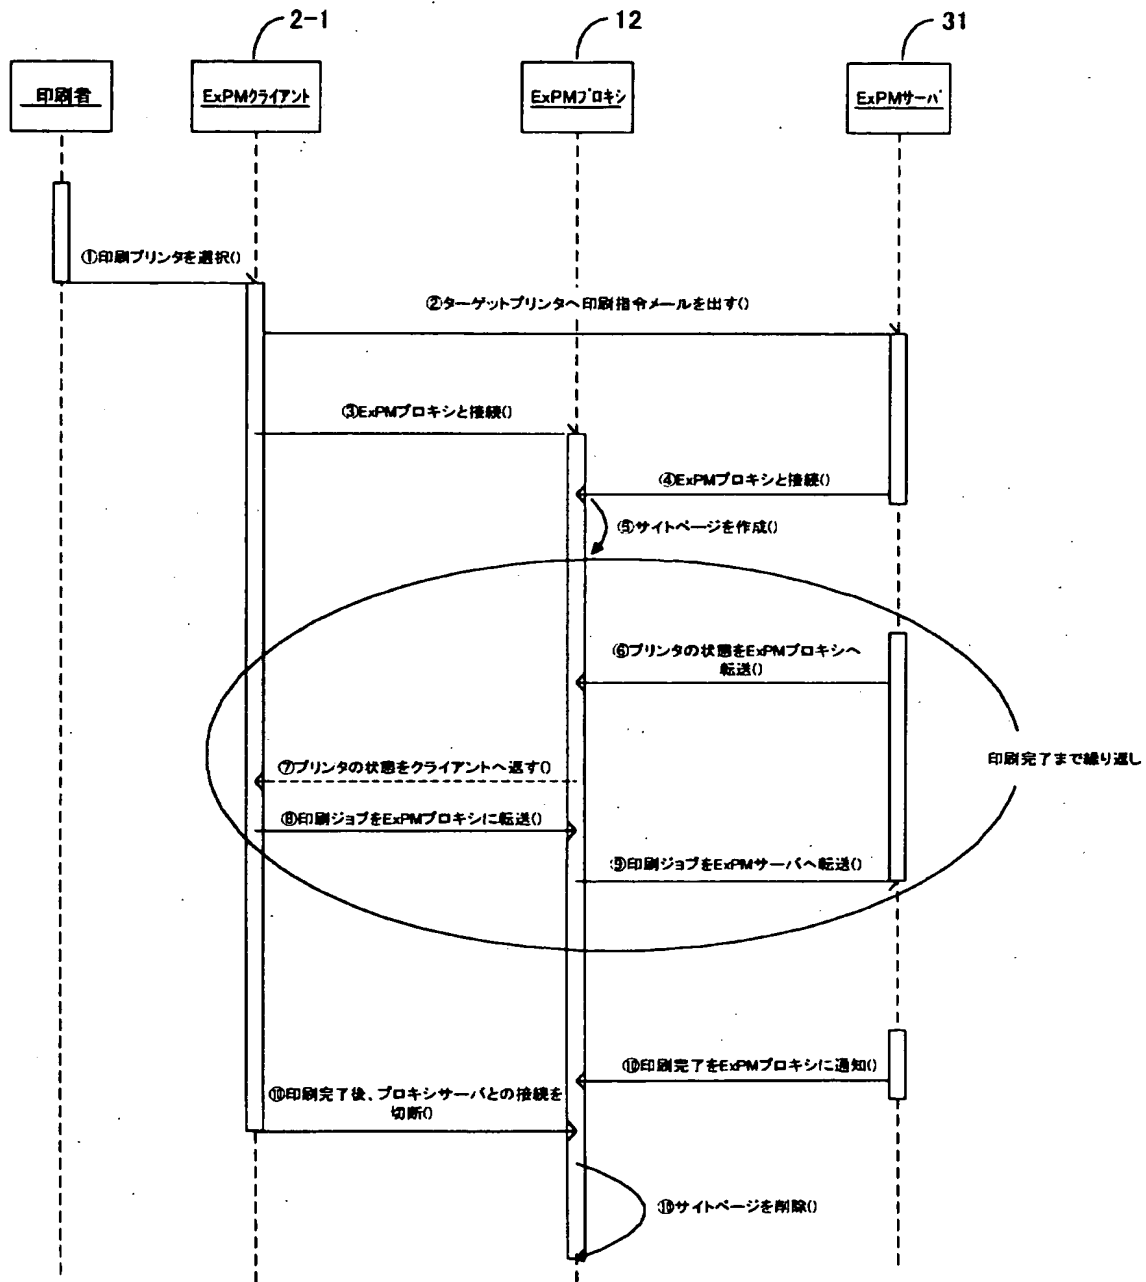 2-1
12
31
印刷者
ExPMクライアント
ExPMプロキシ
ExPMサーバ
①印刷プリンタを選択()
②ターゲットプリンタへ印刷指令メールを出す()
③ExPMプロキシと接続()
④ExPMプロキシと接続()
⑤サイトページを作成()
⑥プリンタの状態をExPMプロキシへ
転送()
印刷完了まで繰り返し
⑦プリンタの状態をクライアントへ返す()
⑧印刷ジョブをExPMプロキシに転送()
⑨印刷ジョブをExPMサーバへ転送()
⑩印刷完了をExPMプロキシに通知()
印刷完了後、プロキシサーバとの接続を
切断()
サイトページを削除()